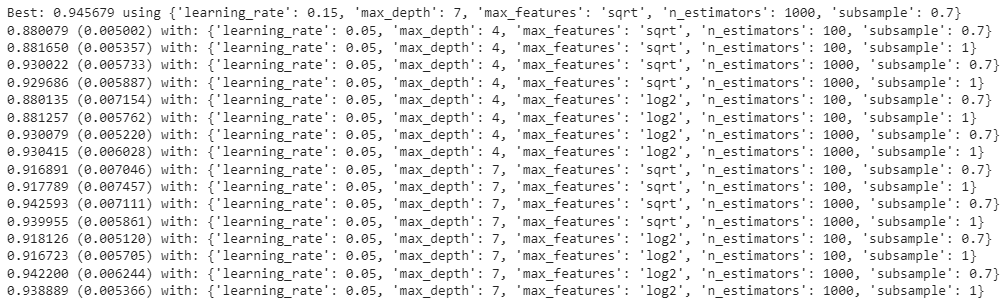 Best: 0.945679 using {'learning_rate': 0.15, 'max_depth': 7, 'max_features': 'sqrt', 'n_estimators': 1000, 'subsample': 0.7}
0.880079 (0.005002) with: {'learning_rate': 0.05, 'max_depth': 4, 'max_features': 'sqrt', 'n_estimators': 100, 'subsample': 0.7}
0.881650 (0.005357) with: {'learning_rate': 0.05, 'max_depth': 4, 'max_features': 'sqrt', 'n_estimators': 100, 'subsample': 1}
0.930022 (0.005733) with: {'learning_rate': 0.05, 'max_depth': 4, 'max_features': 'sqrt', 'n_estimators': 1000, 'subsample': 0.7}
0.929686 (0.005887) with: {'learning_rate': 0.05, 'max_depth': 4, 'max_features': 'sqrt', 'n_estimators': 1000, 'subsample': 1}
0.880135 (0.007154) with: {'learning_rate': 0.05, 'max_depth': 4, 'max_features': 'log2', 'n_estimators': 100, 'subsample': 0.7}
0.881257 (0.005762) with: {'learning_rate': 0.05, 'max_depth': 4, 'max_features': 'log2', 'n_estimators': 100, 'subsample': 1}
0.930079 (0.005220) with: {'learning_rate': 0.05, 'max_depth': 4, 'max_features': 'log2', 'n_estimators': 1000, 'subsample': 0.7}
0.930415 (0.006028) with: {'learning_rate': 0.05, 'max_depth': 4, 'max_features': 'log2', 'n_estimators': 1000, 'subsample': 1}
0.916891 (0.007046) with: {'learning_rate': 0.05, 'max_depth': 7, 'max_features': 'sqrt', 'n_estimators': 100, 'subsample': 0.7}
0.917789 (0.007457) with: {'learning_rate': 0.05, 'max_depth': 7, 'max_features': 'sqrt', 'n_estimators': 100, 'subsample': 1}
0.942593 (0.007111) with: {'learning_rate': 0.05, 'max_depth': 7, 'max_features': 'sqrt', 'n_estimators': 1000, 'subsample': 0.7}
0.939955 (0.005861) with: {'learning_rate': 0.05, 'max_depth': 7, 'max_features': 'sqrt', 'n_estimators': 1000, 'subsample': 1}
0.918126 (0.005120) with: {'learning_rate': 0.05, 'max_depth': 7, 'max_features': 'log2', 'n_estimators': 100, 'subsample': 0.7}
0.916723 (0.005705) with: {'learning_rate': 0.05, 'max_depth': 7, 'max_features': 'log2', 'n_estimators': 100, 'subsample': 1}
0.942200 (0.006244) with: {'learning_rate': 0.05, 'max_depth': 7, 'max_features': 'log2', 'n_estimators': 1000, 'subsample': 0.7}
0.938889 (0.005366) with: {'learning_rate': 0.05, 'max_depth': 7, 'max_features': 'log2', 'n_estimators': 1000, 'subsample': 1}